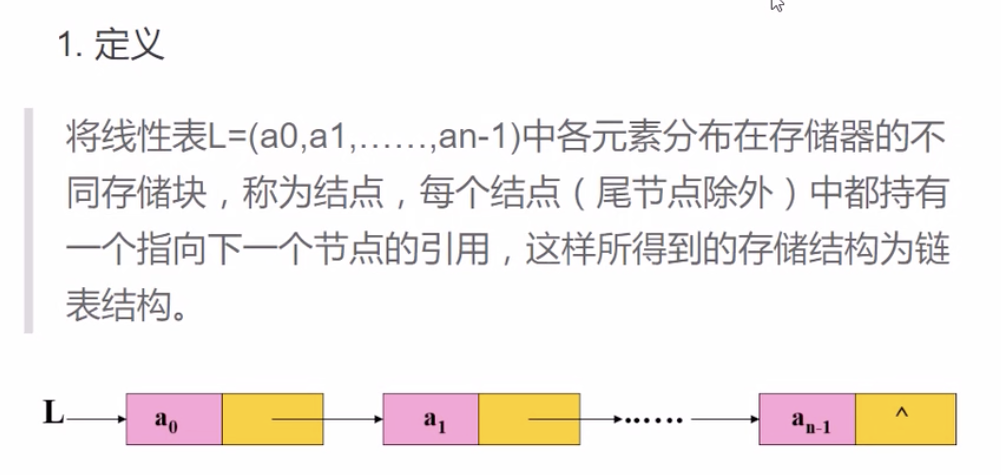 1. 定义
将线性表L=(a0,a1,……,an-1)中各元素分布在存储器的不
同存储块，称为结点，每个结点（尾节点除外）中都持有
一个指向下一个节点的引用，这样所得到的存储结构为链
表结构。
L a0 a1 ....... an-1 ^